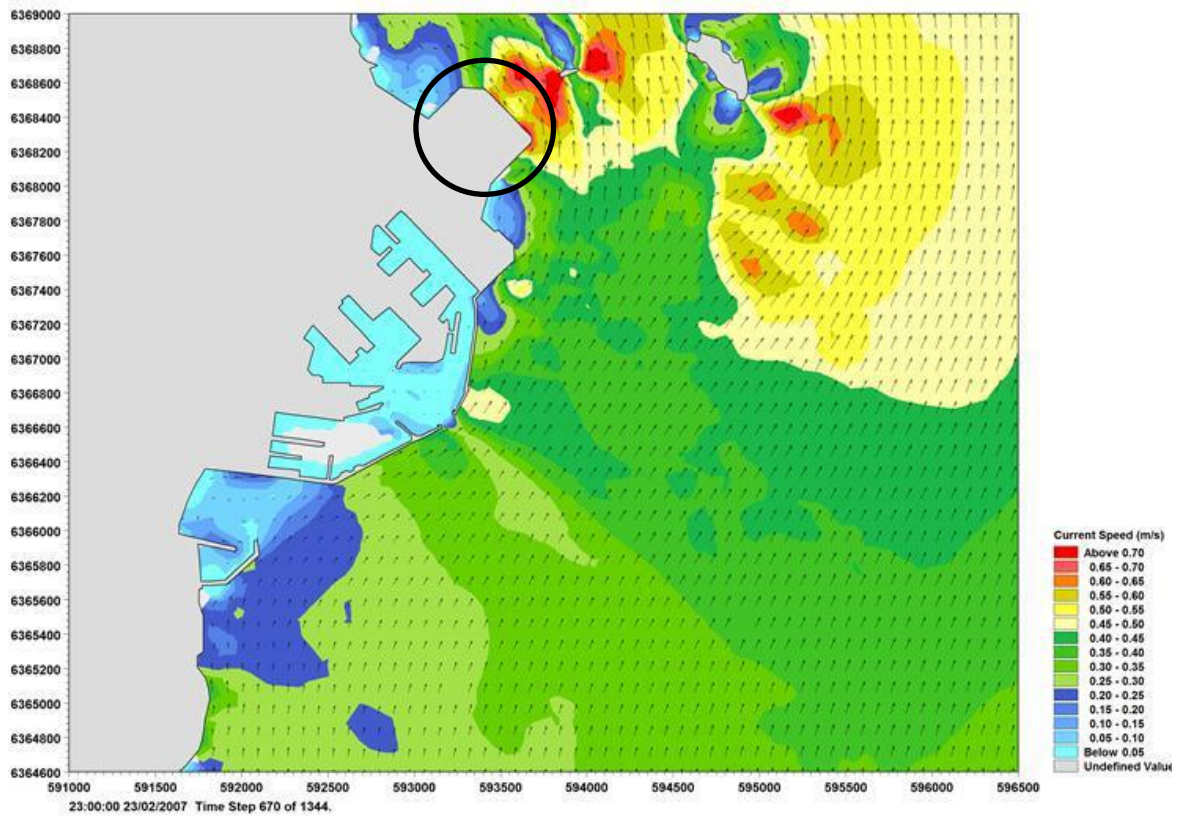 6369000
6368800
6368600
6368400
6368200
6368000
6367800
6367600
6367400
6367200
6367000
6366800
6366600
6366400
6366200
6366000
6365800
6365600
6365400
6365200
6365000
6364800
6364600
591000 591500 592000 592500 593000 593500 594000 594500 595000 595500 596000 596500
23:00:00 23/02/2007 Time Step 670 of 1344.
Current Speed (m/s)
Above 0.70
0.65 - 0.70
0.60 - 0.65
0.55 - 0.60
0.50 - 0.55
0.45 - 0.50
0.40 - 0.45
0.35 - 0.40
0.30 - 0.35
0.25 - 0.30
0.20 - 0.25
0.15 - 0.20
0.10 - 0.15
0.05 - 0.10
Below 0.05
Undefined Value